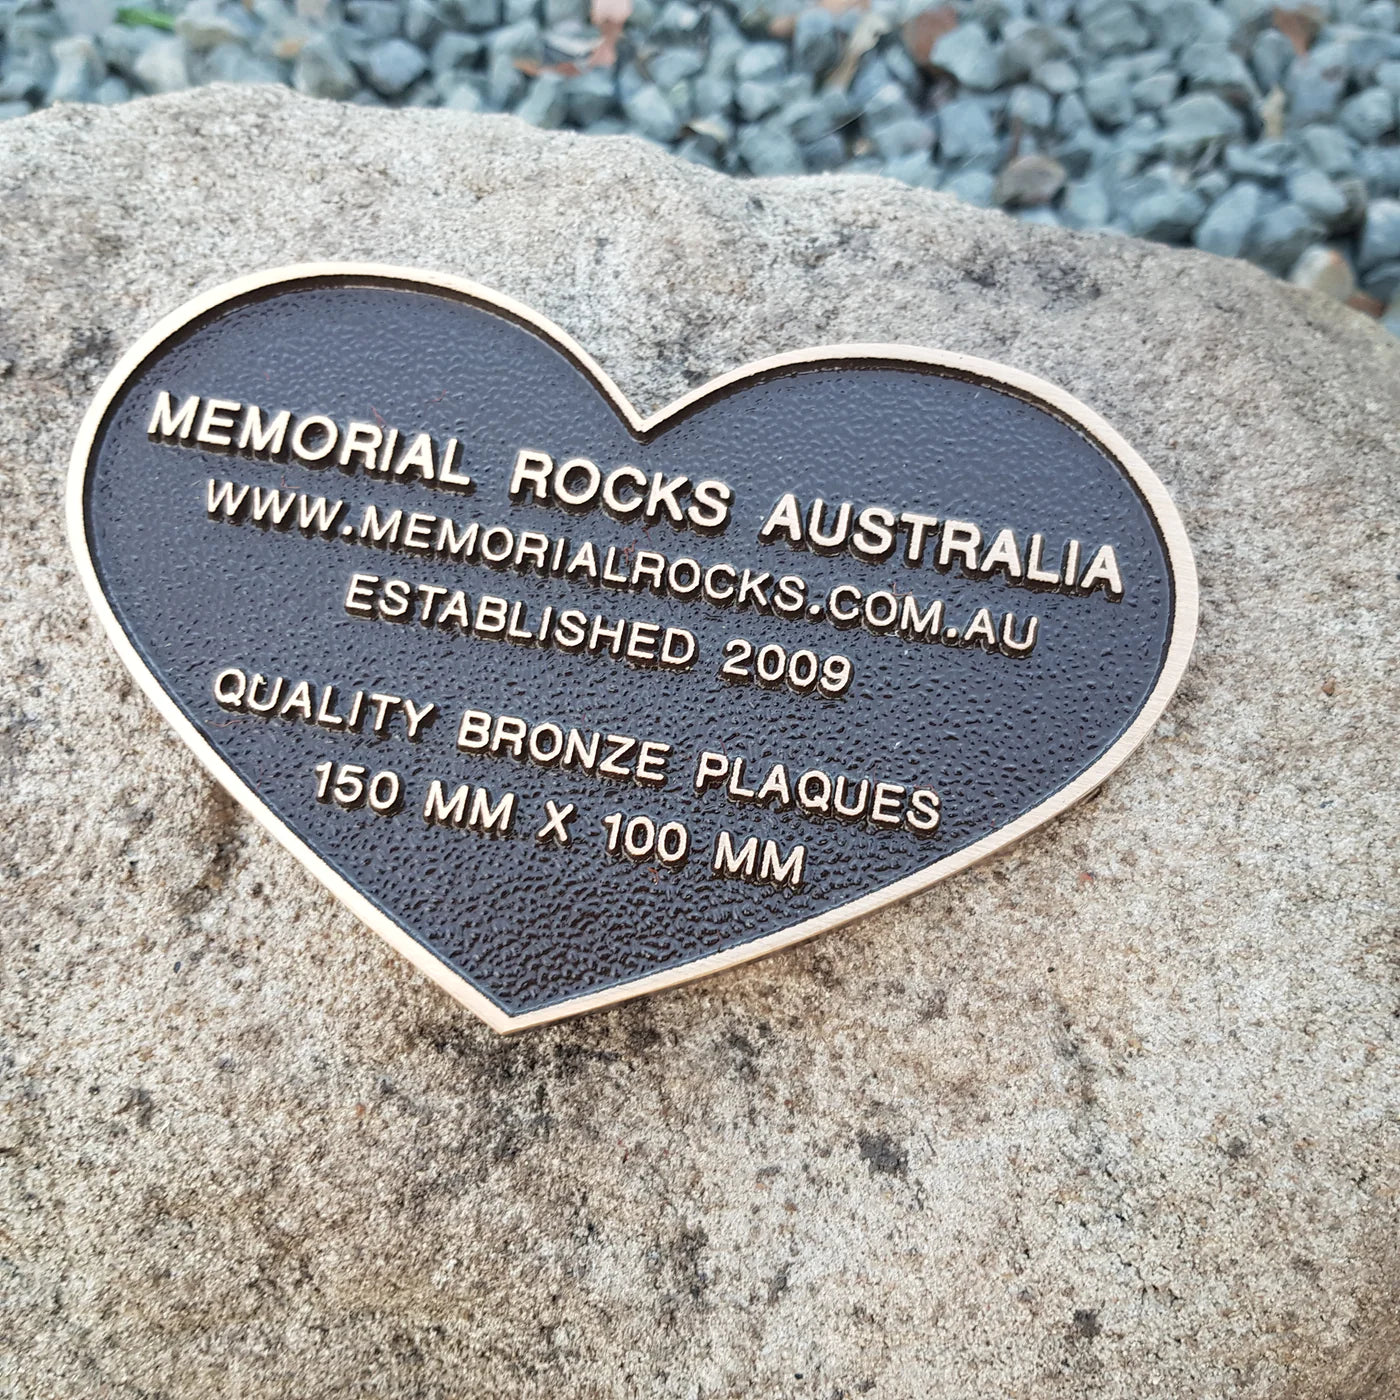 MEMORIAL ROCKS AUSTRALIA
WWW.MEMORIALROCKS.COM.AU
ESTABLISHED 2009
QUALITY BRONZE PLAQUES
150 MM X 100 MM